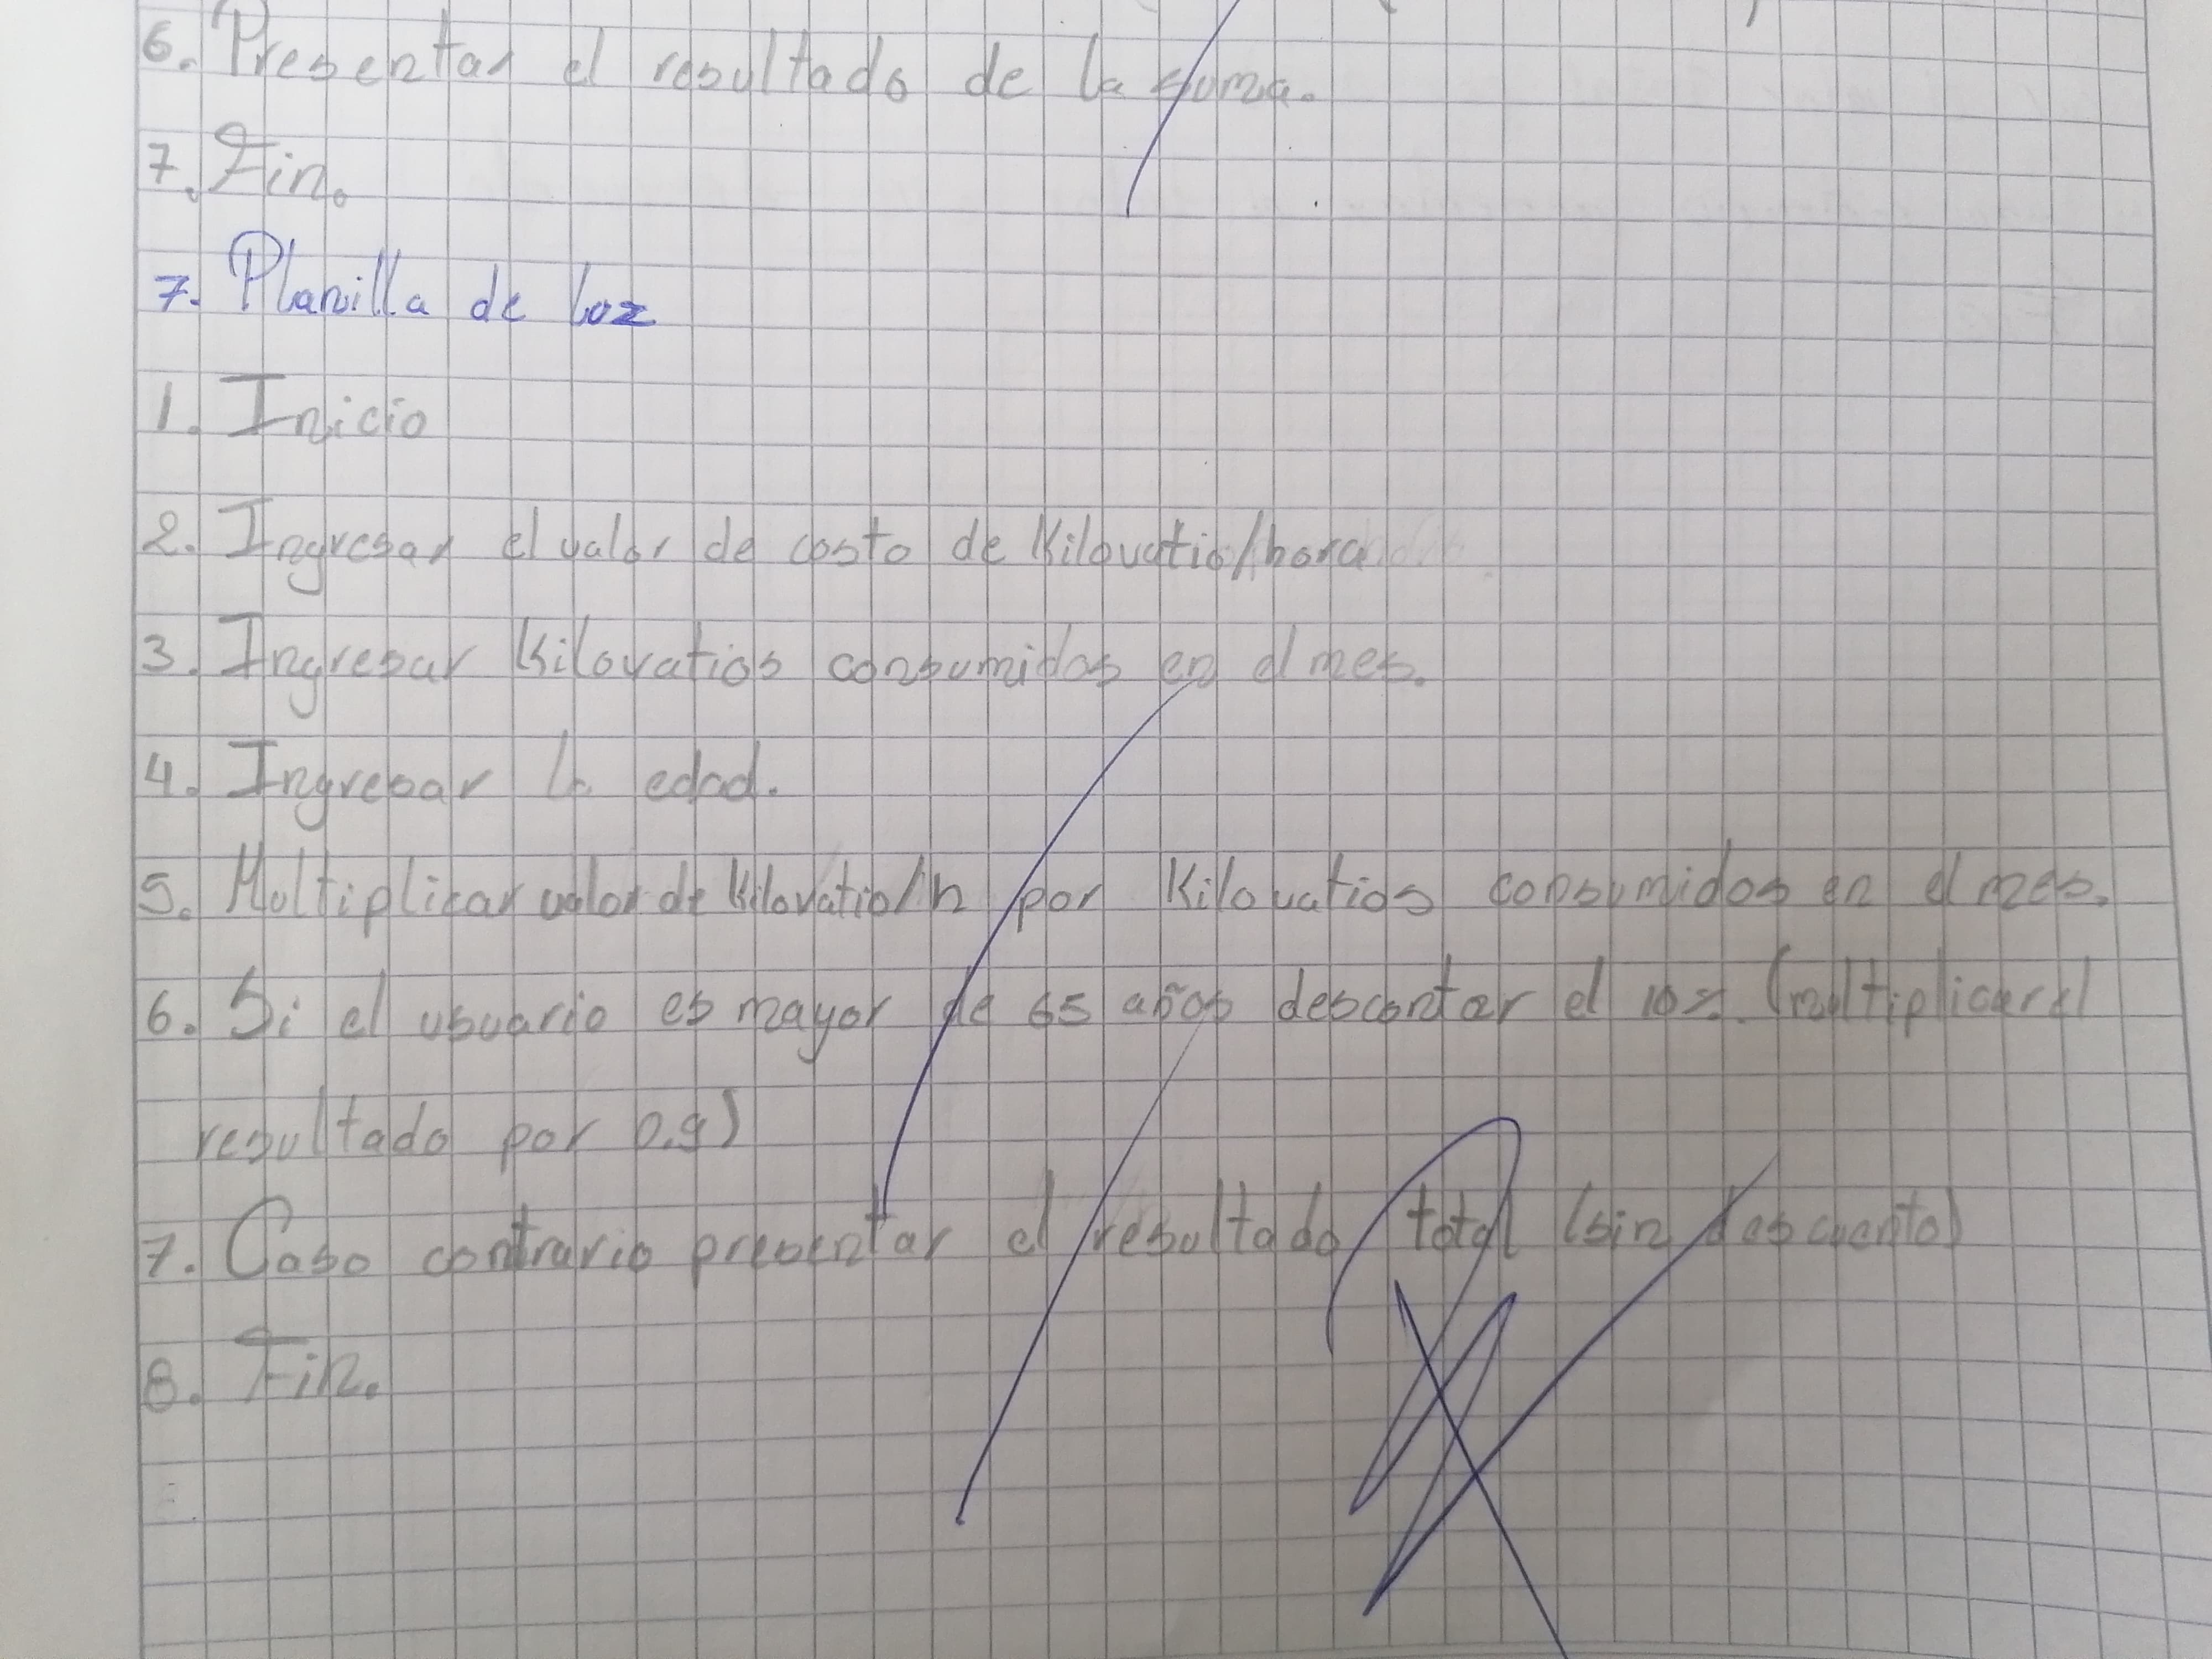 6. Presentar el resultado de la suma.
7. Fin.
7. Planilla de luz
1. Inicio
2. Ingresar el valor de costo de Kilovatio/hora
3. Ingresar Kilovatios consumidos en el mes.
4. Ingresar la edad.
5. Multiplicar valor de Kilovatio/h por Kilovatios consumidos en el mes.
6. Si el usuario es mayor de 65 años descontar el 10%. (multiplicar el
resultado por 0.9)
7. Caso contrario presentar el resultado total (sin descuento)
8. Fin.